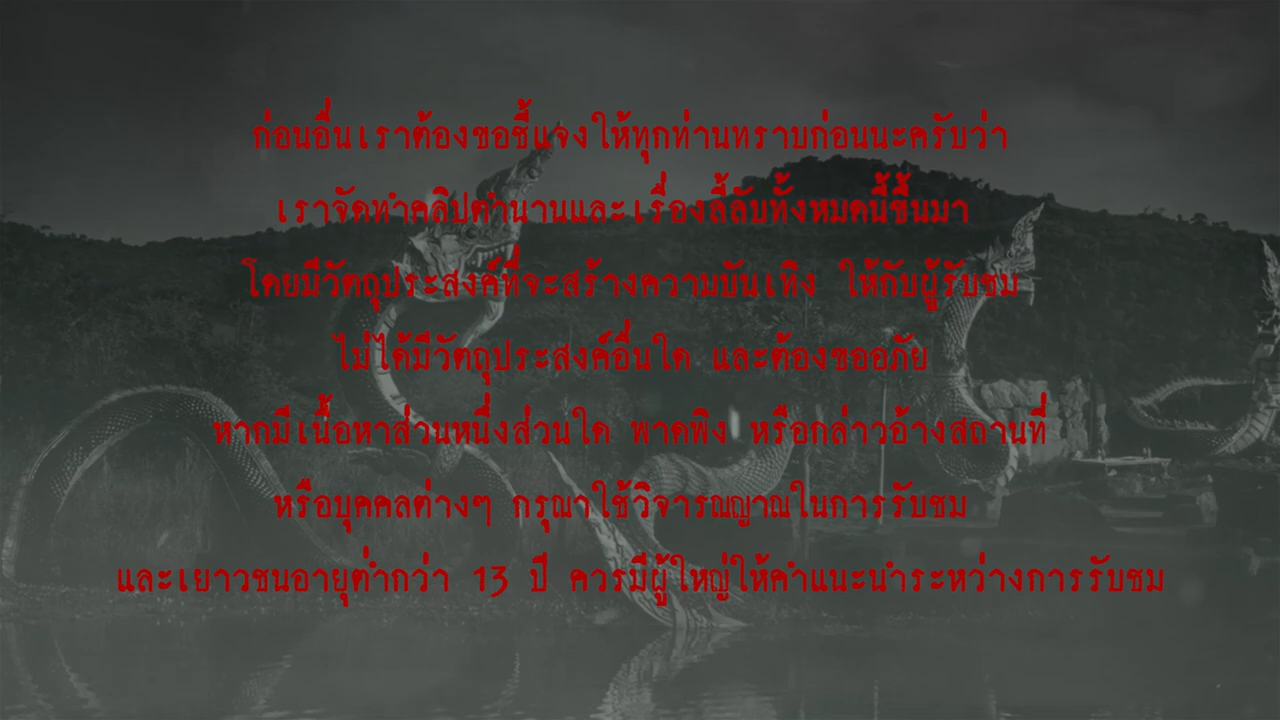 ก่อนอื่นเราต้องขอชี้แจงให้ทุกท่านทราบก่อนนะครับว่า
เราจัดทำคลิปตำนานและเรื่องลี้ลับทั้งหมดนี้ขึ้นมา
โดยมีวัตถุประสงค์ที่จะสร้างความบันเทิง ให้กับผู้รับชม
ไม่ได้มีวัตถุประสงค์อื่นใด และต้องขออภัย
หากมีเนื้อหาส่วนหนึ่งส่วนใด พาดพิง หรือกล่าวอ้างสถานที่
หรือบุคคลต่างๆ กรุณาใช้วิจารณญาณในการรับชม
และเยาวชนอายุต่ำกว่า 13 ปี ควรมีผู้ใหญ่ให้คำแนะนำระหว่างการรับชม